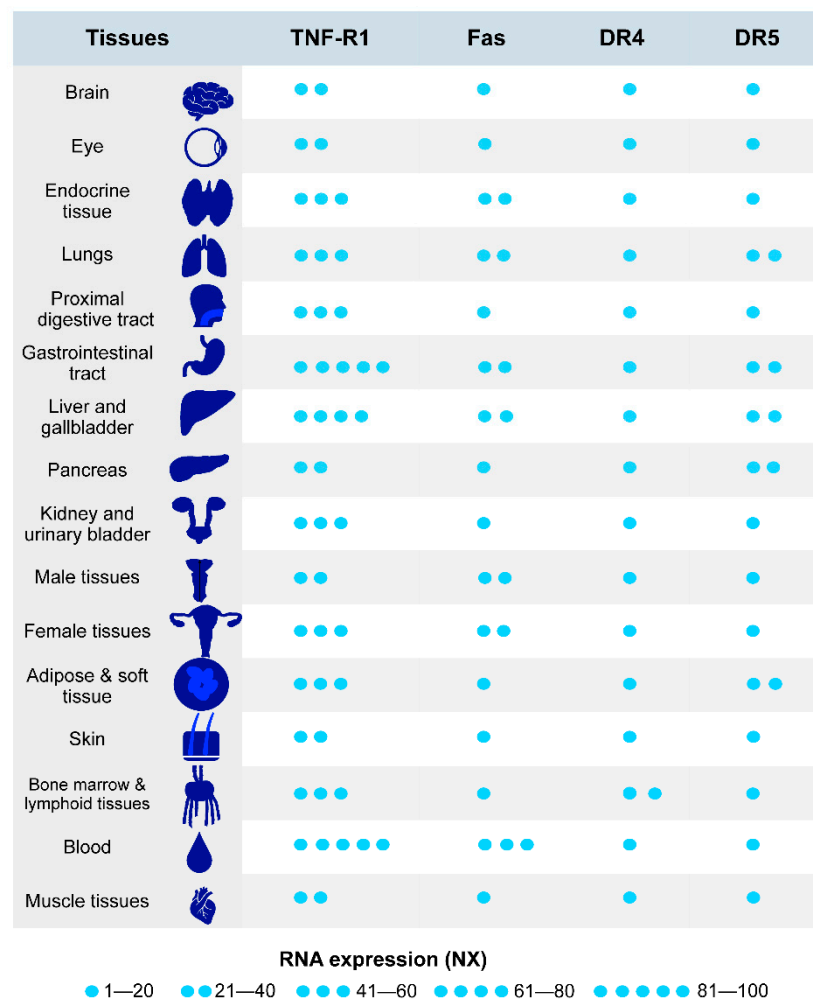 Tissues TNF-R1 Fas DR4 DR5
Brain
Eye
Endocrine
tissue
Lungs
Proximal
digestive tract
Gastrointestinal
tract
Liver and
gallbladder
Pancreas
Kidney and
urinary bladder
Male tissues
Female tissues
Adipose & soft
tissue
Skin
Bone marrow &
lymphoid tissues
Blood
Muscle tissues
RNA expression (NX)
1—20 21—40 41—60 61—80 81—100